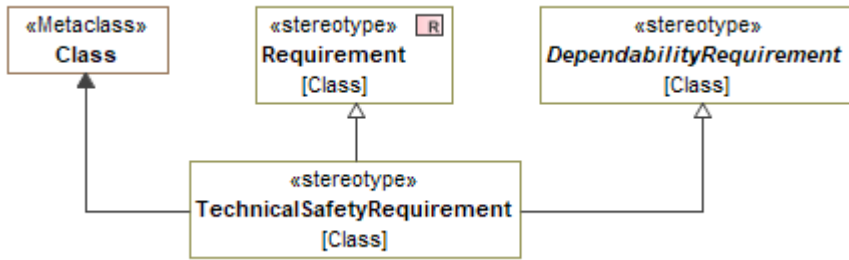 «Metaclass»
Class
«stereotype»
R
Requirement
[Class]
«stereotype»
DependabilityRequirement
[Class]
«stereotype»
TechnicalSafetyRequirement
[Class]